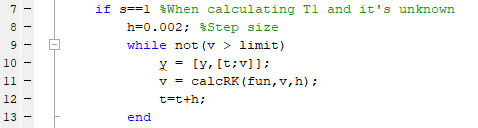 7 - if s==1 %When calculating T1 and it's unknown
8 - h=0.002; %Step size
9 - while not(v > limit)
10 - y = [y,[t;v]];
11 - v = calcRK(fun,v,h);
12 - t=t+h;
13 - end